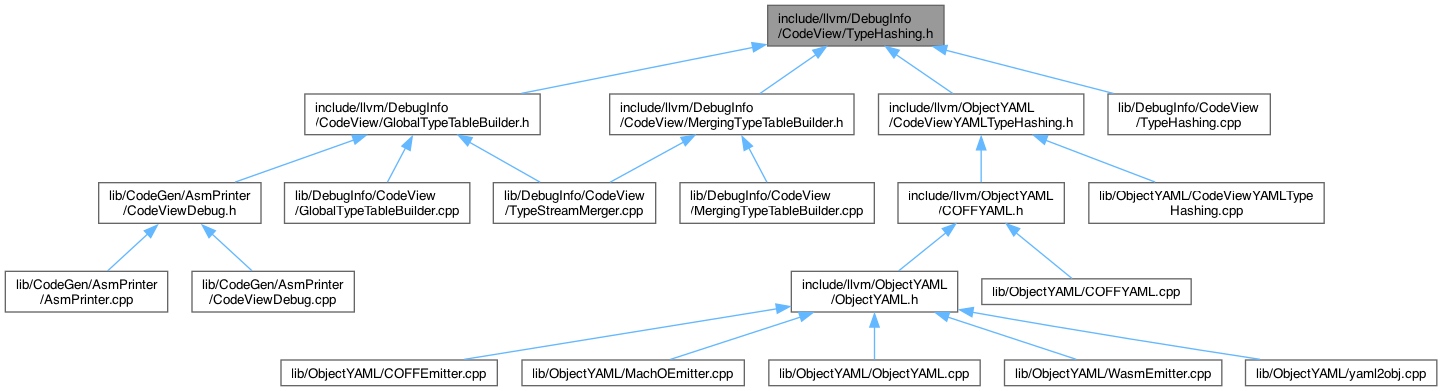 include/llvm/DebugInfo
/CodeView/TypeHashing.h
include/llvm/DebugInfo
/CodeView/GlobalTypeTableBuilder.h
include/llvm/DebugInfo
/CodeView/MergingTypeTableBuilder.h
include/llvm/ObjectYAML
/CodeViewYAMLTypeHashing.h
lib/DebugInfo/CodeView
/TypeHashing.cpp
lib/CodeGen/AsmPrinter
/CodeViewDebug.h
lib/DebugInfo/CodeView
/GlobalTypeTableBuilder.cpp
lib/DebugInfo/CodeView
/TypeStreamMerger.cpp
lib/DebugInfo/CodeView
/MergingTypeTableBuilder.cpp
include/llvm/ObjectYAML
/COFFYAML.h
lib/ObjectYAML/CodeViewYAMLType
Hashing.cpp
lib/CodeGen/AsmPrinter
/AsmPrinter.cpp
lib/CodeGen/AsmPrinter
/CodeViewDebug.cpp
include/llvm/ObjectYAML
/ObjectYAML.h
lib/ObjectYAML/COFFYAML.cpp
lib/ObjectYAML/COFFEmitter.cpp
lib/ObjectYAML/MachOEmitter.cpp
lib/ObjectYAML/ObjectYAML.cpp
lib/ObjectYAML/WasmEmitter.cpp
lib/ObjectYAML/yaml2obj.cpp